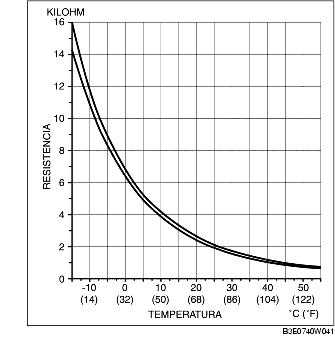 KILOHM
16
14
12
10
8
6
4
2
0
RESISTENCIA
-10 0 10 20 30 40 50
(14) (32) (50) (68) (86) (104) (122)
TEMPERATURA °C (°F)
B3E0740W041